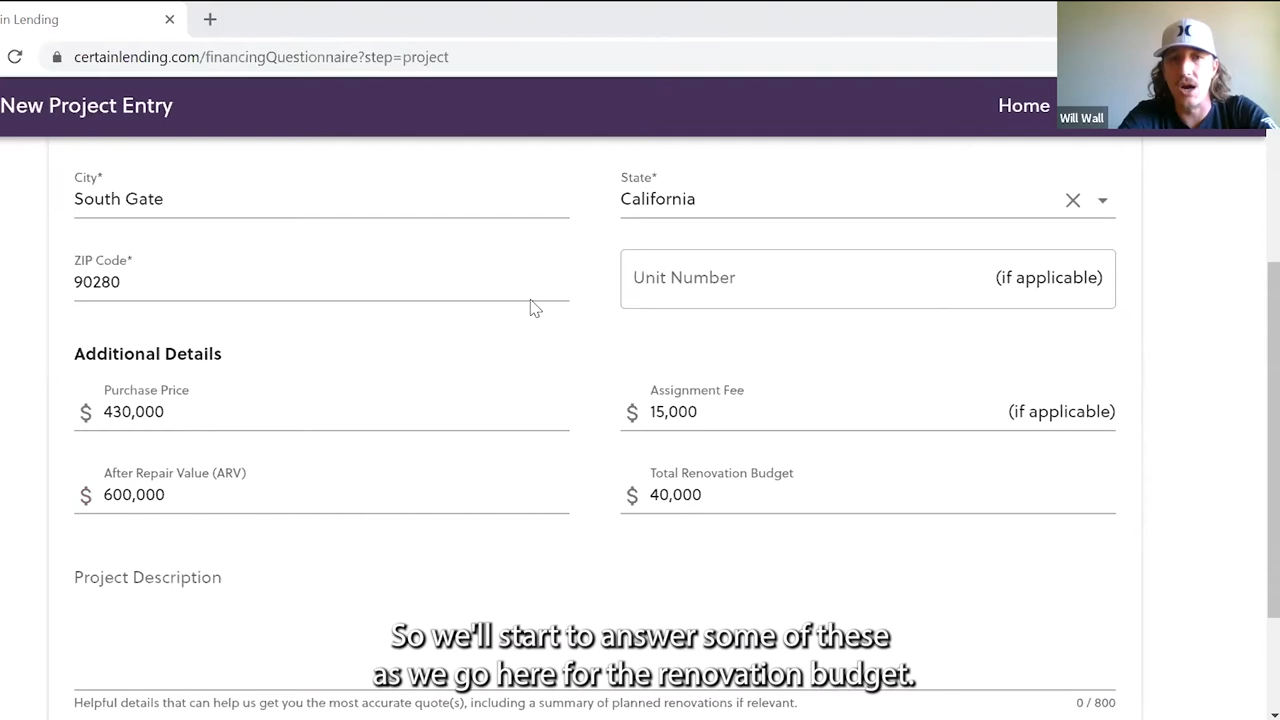 in Lending
certainlending.com/financingQuestionnaire?step=project
New Project Entry
Home
Will Wall
City*
South Gate
State*
California
ZIP Code*
90280
Unit Number
(if applicable)
Additional Details
Purchase Price
$ 430,000
Assignment Fee
$ 15,000
(if applicable)
After Repair Value (ARV)
$ 600,000
Total Renovation Budget
$ 40,000
Project Description
So we'll start to answer some of these
as we go here for the renovation budget.
Helpful details that can help us get you the most accurate quote(s), including a summary of planned renovations if relevant.
0 / 800